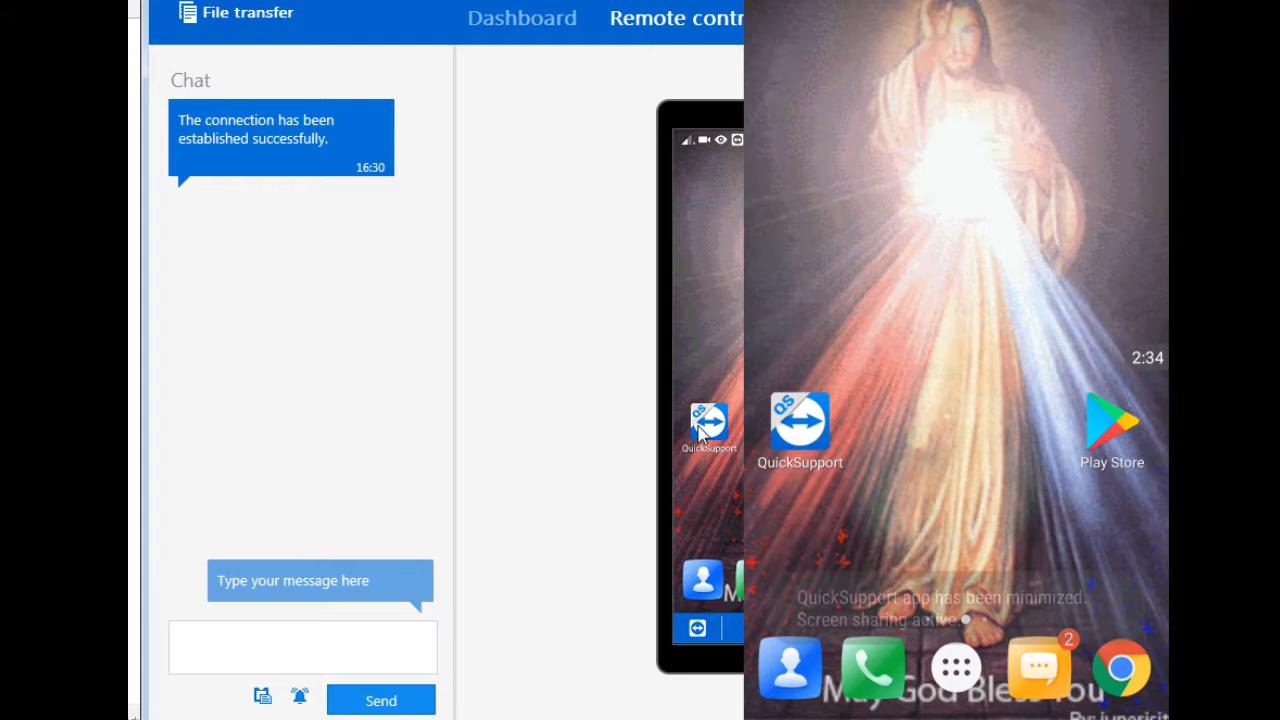 File transfer
Dashboard
Remote contr
Chat
The connection has been
established successfully.
16:30
Type your message here
Send
QS
QuickSupport
2:34
QS
QuickSupport
Play Store
QuickSupport app has been minimized.
Screen sharing active.
2
May God Bless You